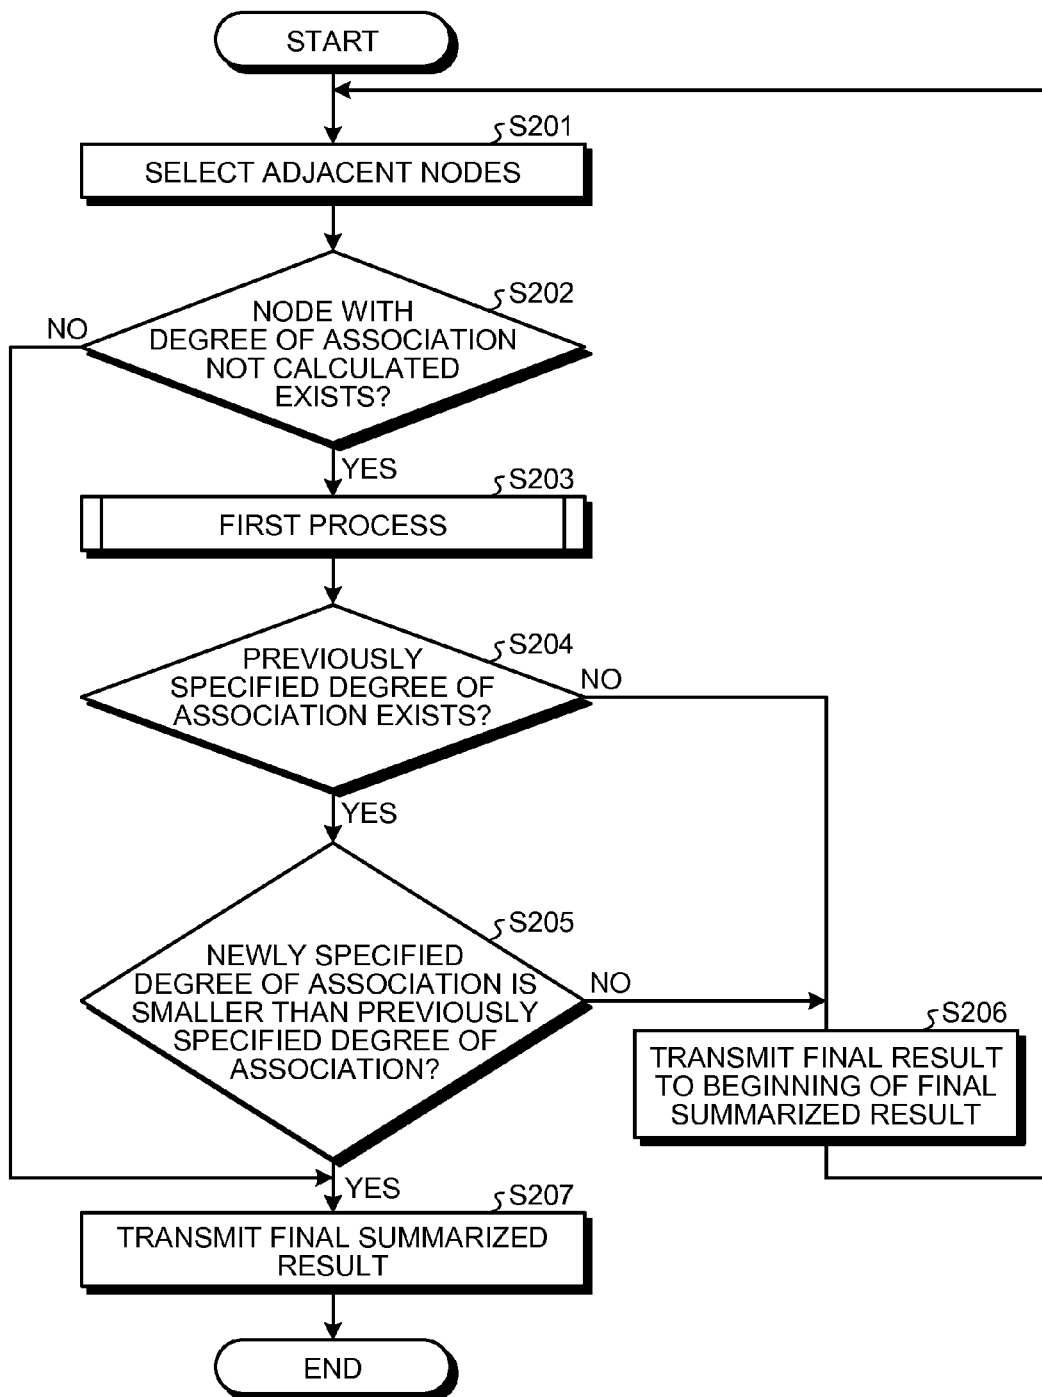 START
S201
SELECT ADJACENT NODES
S202
NODE WITH
DEGREE OF ASSOCIATION
NOT CALCULATED
EXISTS?
NO
YES
S203
FIRST PROCESS
S204
PREVIOUSLY
SPECIFIED DEGREE OF
ASSOCIATION EXISTS?
NO
YES
S205
NEWLY SPECIFIED
DEGREE OF ASSOCIATION IS
SMALLER THAN PREVIOUSLY
SPECIFIED DEGREE OF
ASSOCIATION?
NO
S206
TRANSMIT FINAL RESULT
TO BEGINNING OF FINAL
SUMMARIZED RESULT
YES
S207
TRANSMIT FINAL SUMMARIZED
RESULT
END